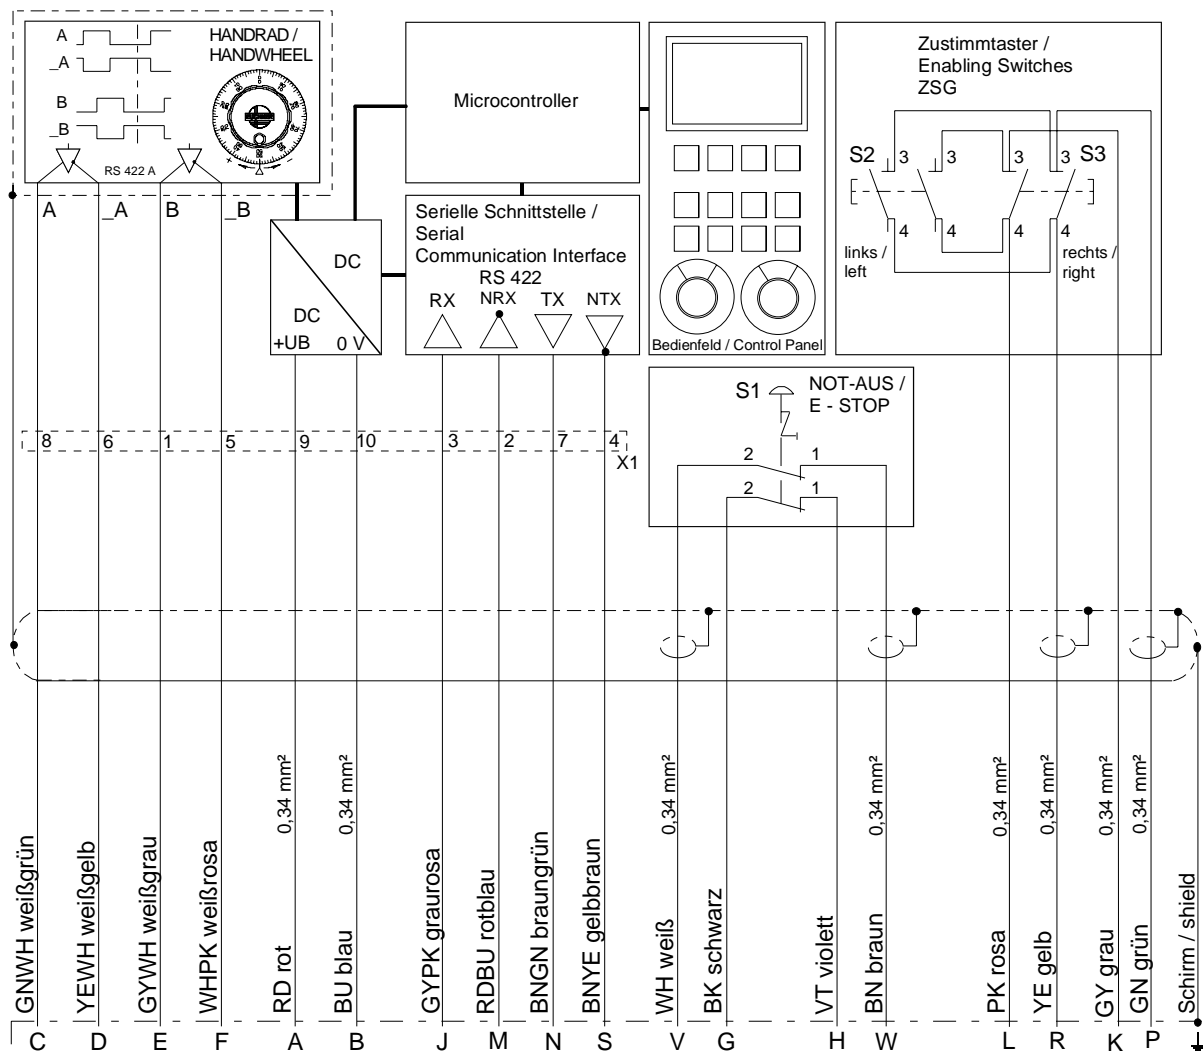 A
_A
B
_B
HANDRAD /
HANDWHEEL
RS 422 A
A
_A
B
_B
Microcontroller
DC
DC
+UB
0 V
Serielle Schnittstelle /
Serial
Communication Interface
RS 422
RX
NRX
TX
NTX
Bedienfeld / Control Panel
Zustimmtaster /
Enabling Switches
ZSG
S2
3
3
3
3
S3
4
4
4
4
links /
left
rechts /
right
S1
NOT-AUS /
E - STOP
2
1
2
1
8
6
1
5
9
10
3
2
7
4
X1
GNWH weißgrün
YEWH weißgelb
GYWH weißgrau
WHPK weißrosa
RD rot
0,34 mm²
BU blau
0,34 mm²
GYPK graurosa
RDBU rotblau
BNGN braungrün
BNYE gelbbraun
WH weiß
0,34 mm²
BK schwarz
VT violett
BN braun
0,34 mm²
PK rosa
0,34 mm²
YE gelb
0,34 mm²
GY grau
0,34 mm²
GN grün
0,34 mm²
Schirm / shield
C
D
E
F
A
B
J
M
N
S
V
G
H
W
L
R
K
P